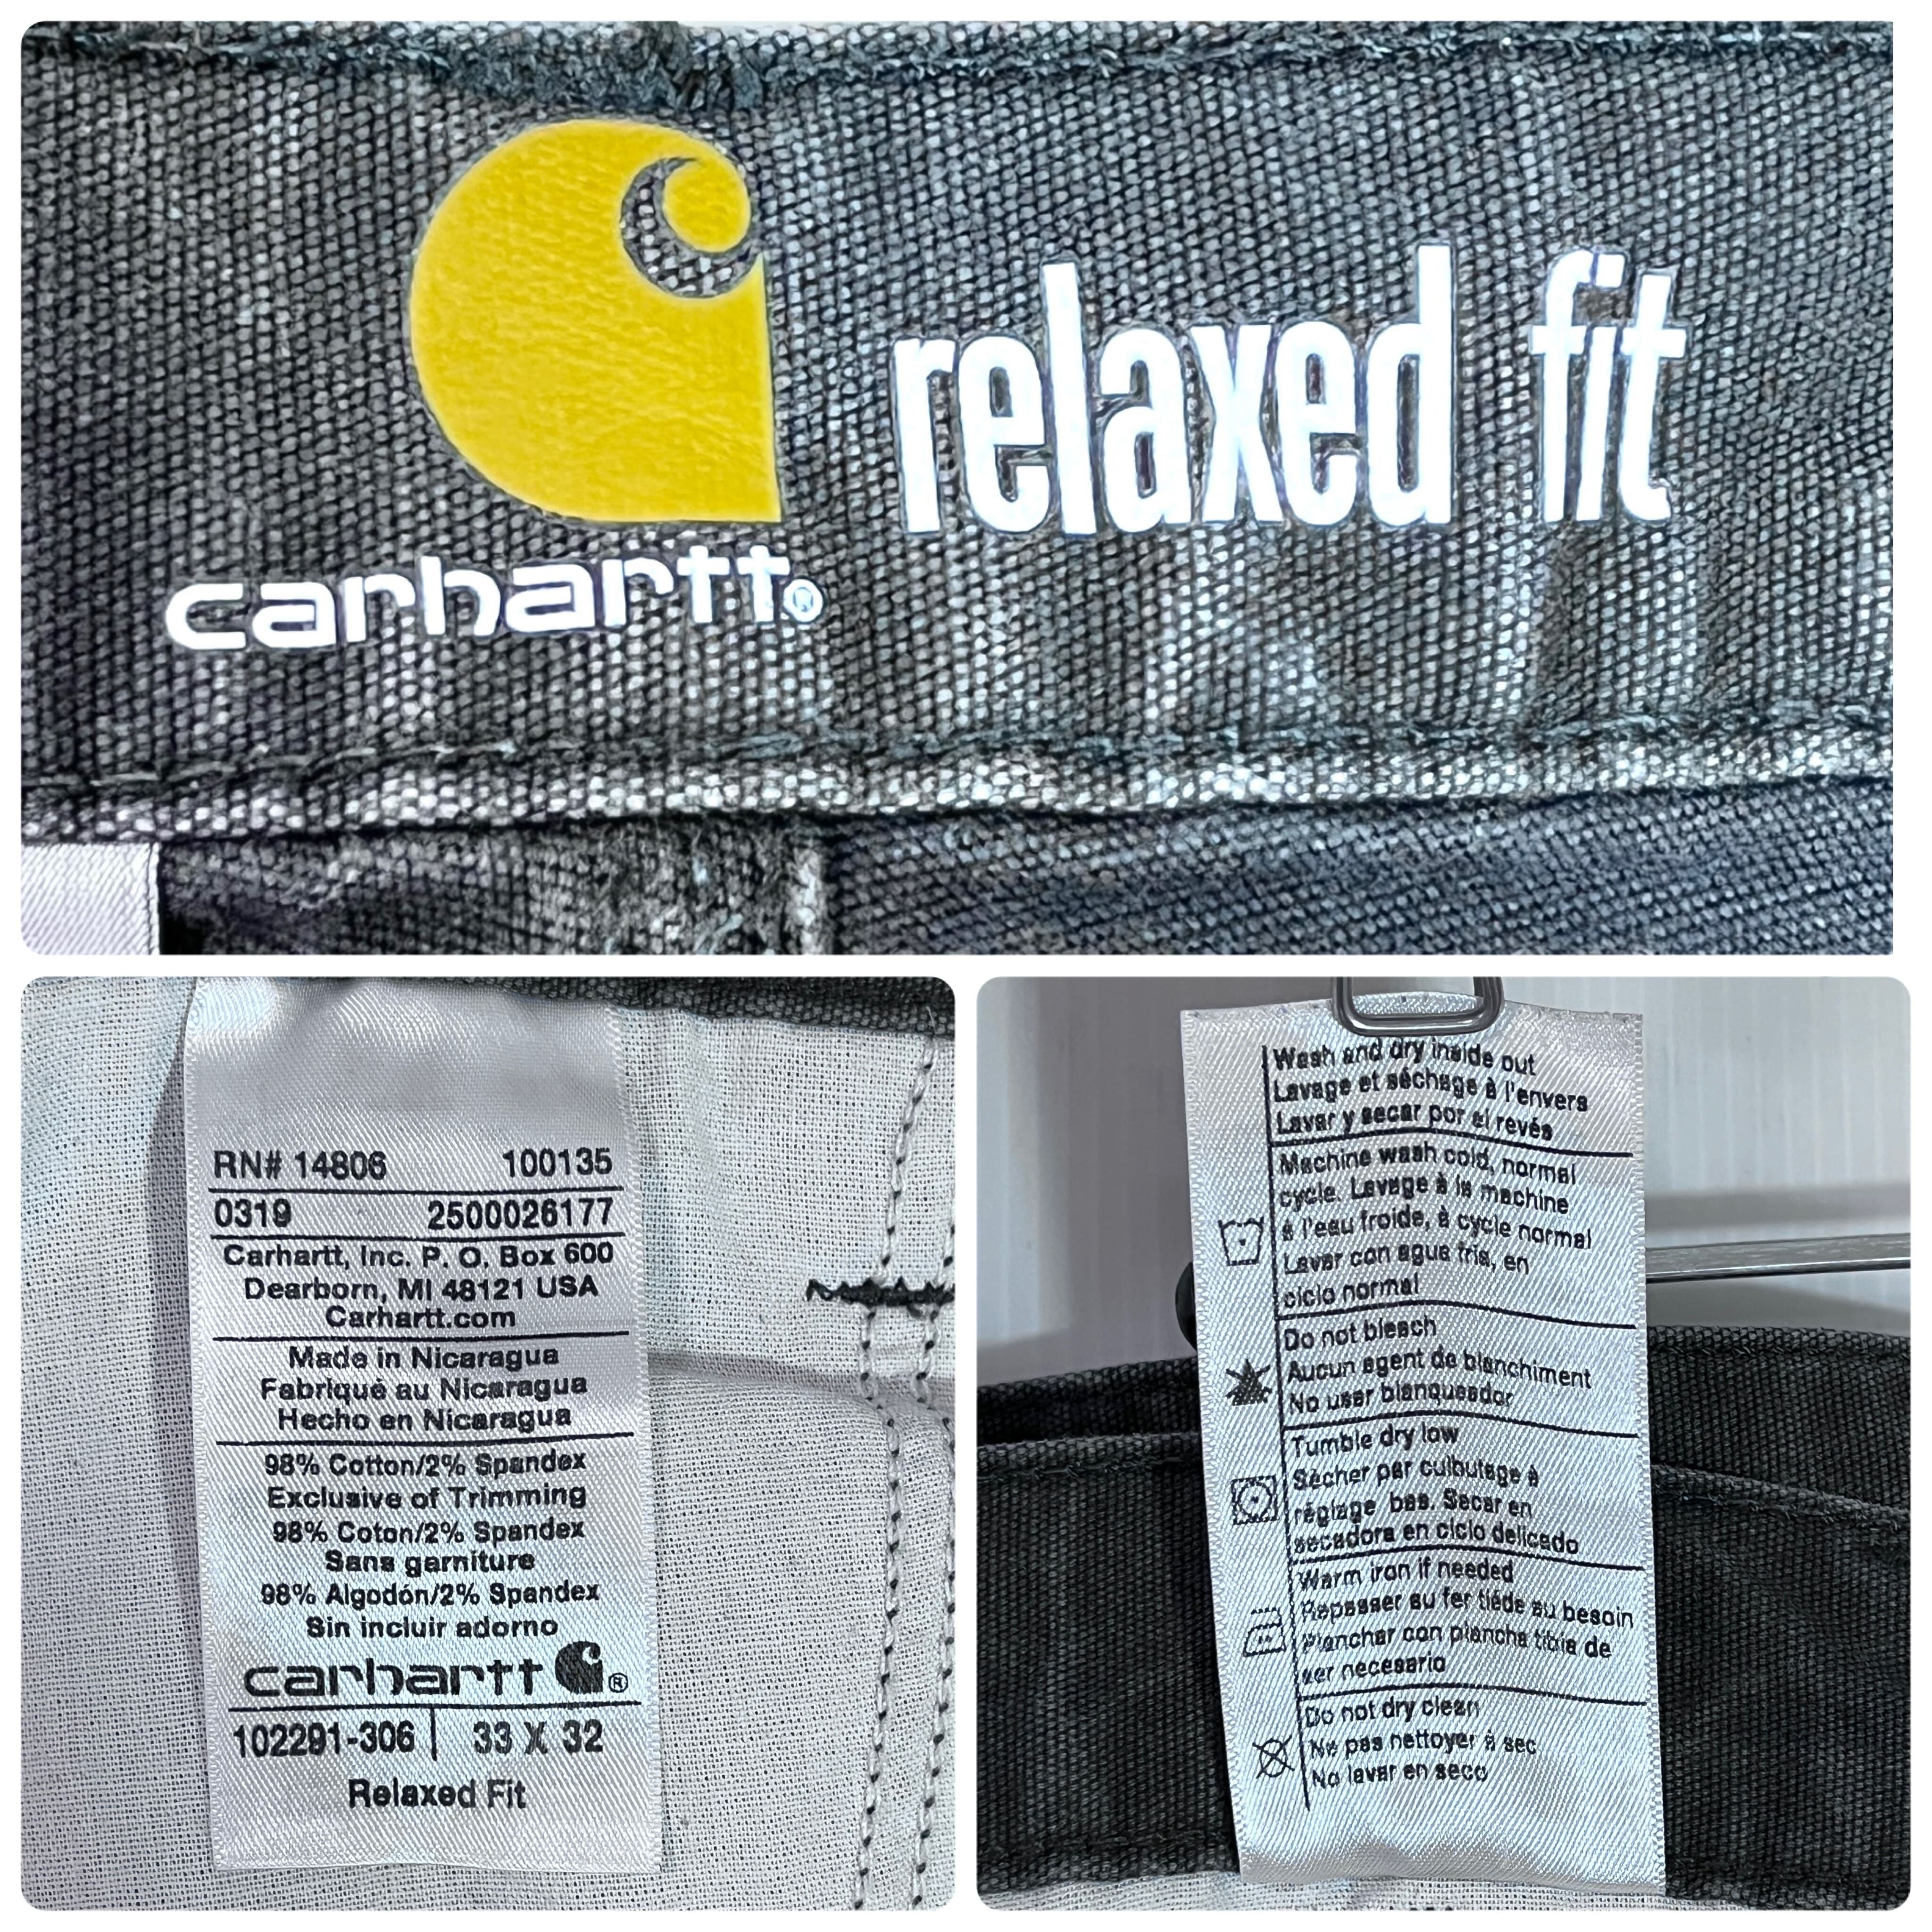 carhartt®
relaxed fit
RN# 14806 100135
0319 2500026177
Carhartt, Inc. P. O. Box 600
Dearborn, MI 48121 USA
Carhartt.com
Made in Nicaragua
Fabriqué au Nicaragua
Hecho en Nicaragua
98% Cotton/2% Spandex
Exclusive of Trimming
98% Coton/2% Spandex
Sans garniture
98% Algodón/2% Spandex
Sin incluir adorno
carhartt ®
102291-306 33 X 32
Relaxed Fit
Wash and dry inside out
Lavage et séchage à l'envers
Lavar y secar por el revés
Machine wash cold, normal
cycle. Lavage à la machine
à l'eau froide, à cycle normal
Lavar con agua fria, en
ciclo normal
Do not bleach
Aucun agent de blanchiment
No usar blanqueador
Tumble dry low
Sècher par culbutage à
réglage bas. Secar en
secadora en ciclo delicado
Warm iron if needed
Repasser au fer tiéde au besoin
Planchar con plancha tibia de
ser necesario
Do not dry clean
Ne pas nettoyer à sec
No lavar en seco